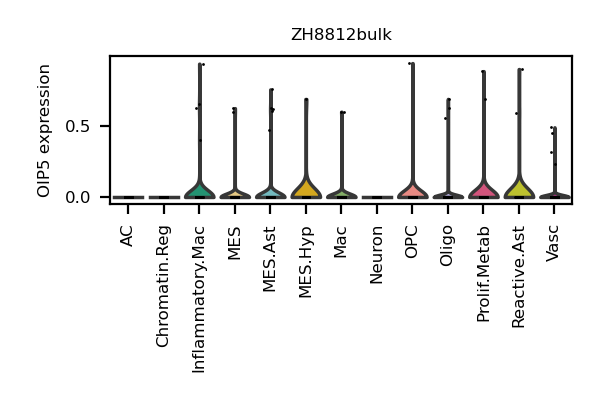 ZH8812bulk
OIP5 expression
0.5
0.0
AC
Chromatin.Reg
Inflammatory.Mac
MES
MES.Ast
MES.Hyp
Mac
Neuron
OPC
Oligo
Prolif.Metab
Reactive.Ast
Vasc